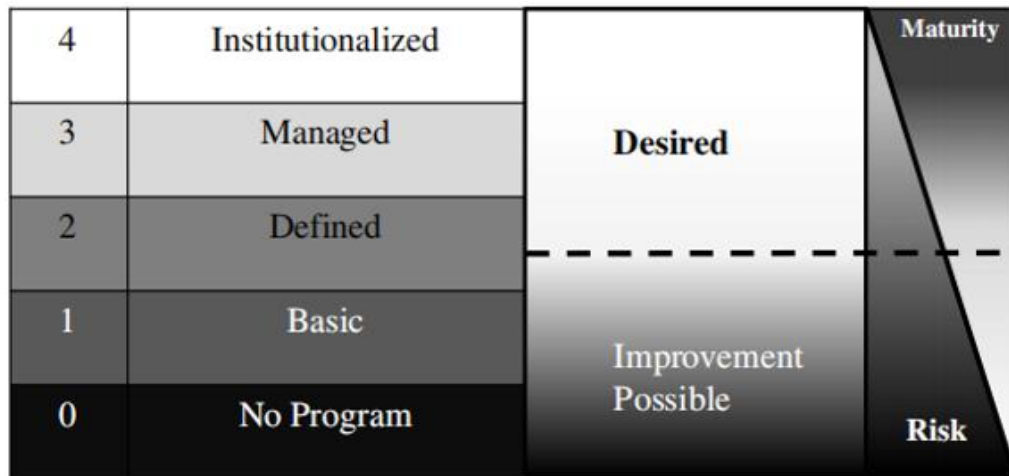 4 Institutionalized
3 Managed
2 Defined
1 Basic
0 No Program
Desired
Improvement
Possible
Maturity
Risk